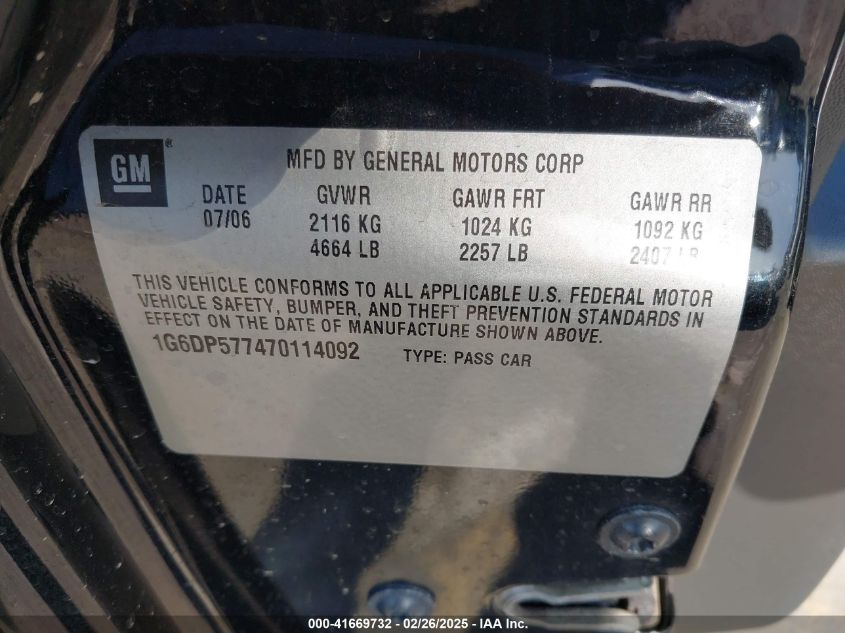 GM
®
MFD BY GENERAL MOTORS CORP
DATE GVWR GAWR FRT GAWR RR
07/06 2116 KG 1024 KG 1092 KG
4664 LB 2257 LB 2407 LB
THIS VEHICLE CONFORMS TO ALL APPLICABLE U.S. FEDERAL MOTOR
VEHICLE SAFETY, BUMPER, AND THEFT PREVENTION STANDARDS IN
EFFECT ON THE DATE OF MANUFACTURE SHOWN ABOVE.
1G6DP577470114092 TYPE: PASS CAR
000-41669732 - 02/26/2025 - IAA Inc.